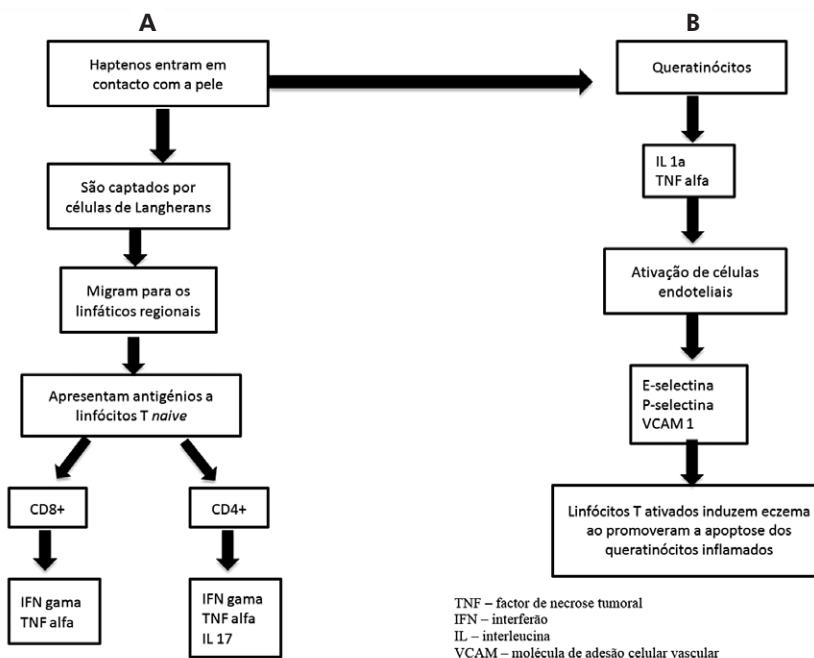 A
Haptenos entram em
contacto com a pele
São captados por
células de Langherans
Migram para os
linfáticos regionais
Apresentam antigénios a
linfócitos T naive
CD8+
CD4+
IFN gama
TNF alfa
IFN gama
TNF alfa
IL 17
B
Queratinócitos
IL 1a
TNF alfa
Ativação de células
endoteliais
E-selectina
P-selectina
VCAM 1
Linfócitos T ativados induzem eczema
ao promoveram a apoptose dos
queratinócitos inflamados
TNF – factor de necrose tumoral
IFN – interferão
IL – interleucina
VCAM – molécula de adesão celular vascular